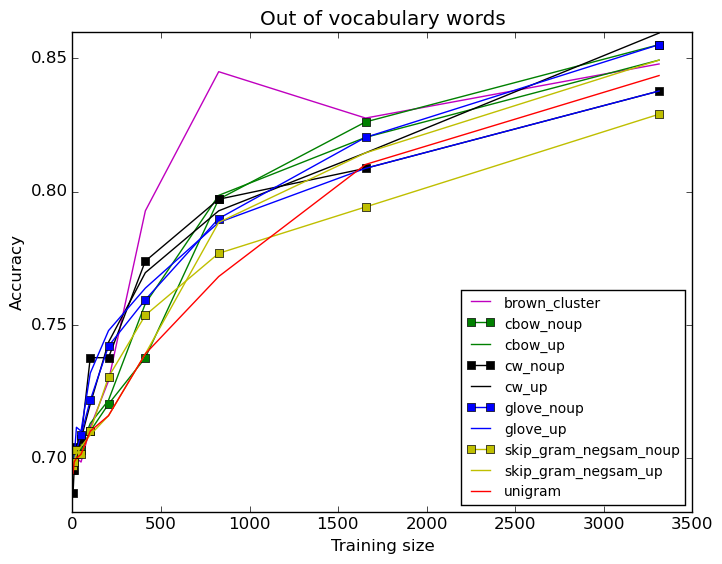 Out of vocabulary words
Accuracy
0.85
0.80
0.75
0.70
0 500 1000 1500 2000 2500 3000 3500
Training size
brown_cluster
cbow_noup
cbow_up
cw_noup
cw_up
glove_noup
glove_up
skip_gram_negsam_noup
skip_gram_negsam_up
unigram